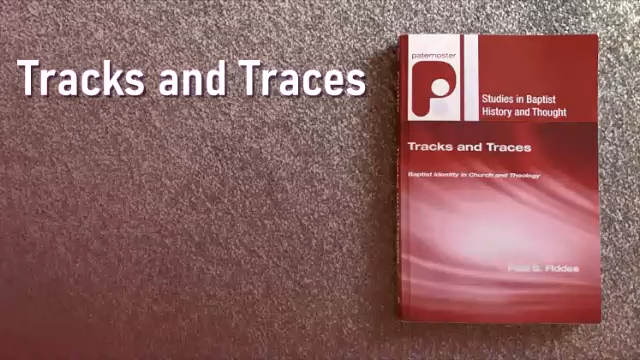 Tracks and Traces
paternoster
Studies in Baptist
History and Thought
Tracks and Traces
Baptist Identity in Church and Theology
Paul S. Fiddes